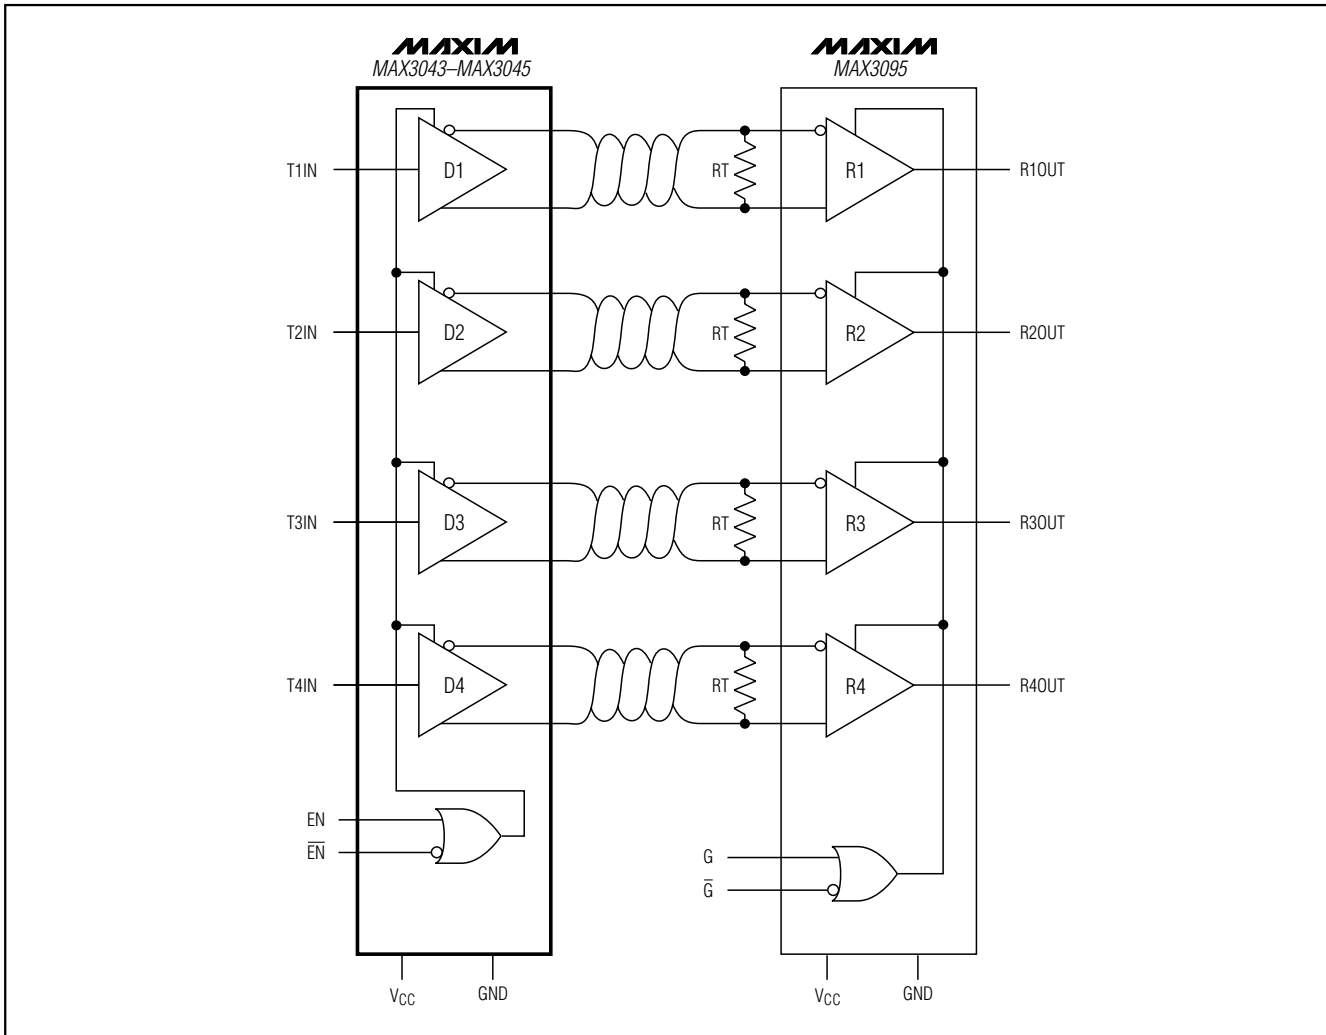 MAXIM MAXIM
MAX3043–MAX3045 MAX3095
T1IN D1 RT R1 R1OUT
T2IN D2 RT R2 R2OUT
T3IN D3 RT R3 R3OUT
T4IN D4 RT R4 R4OUT
EN
E̅N̅
G
G̅
VCC GND VCC GND